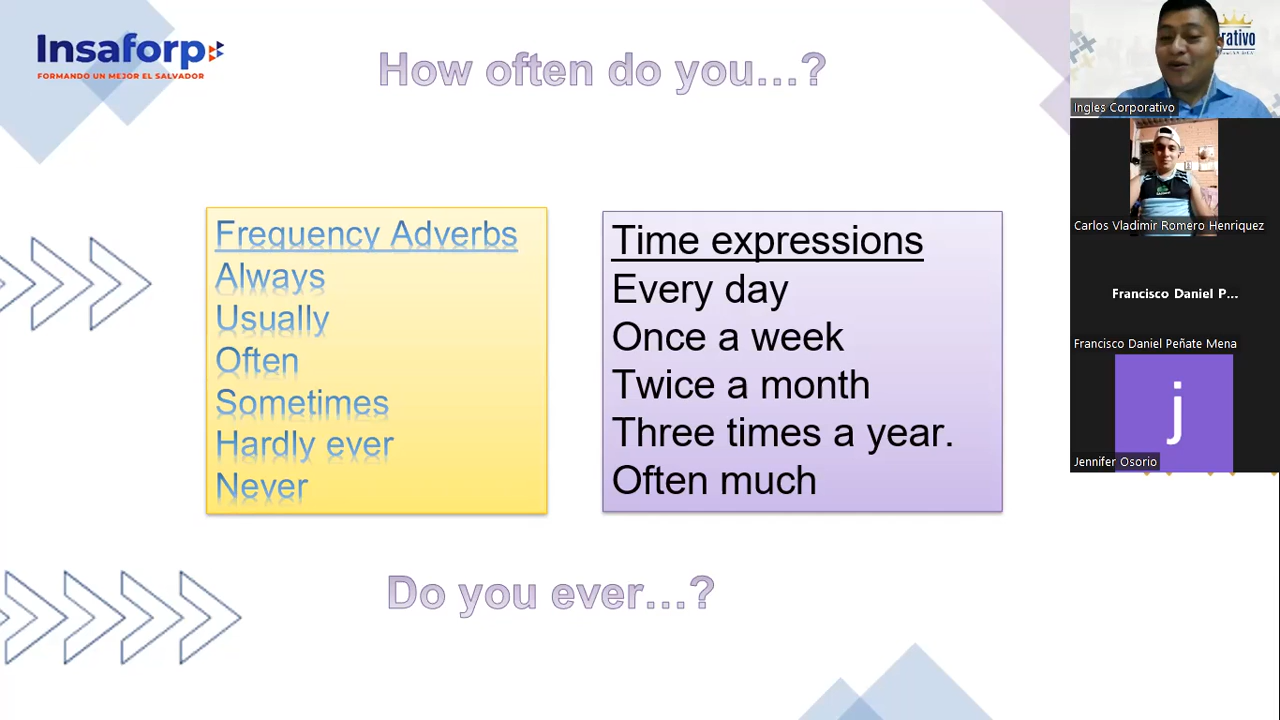 Insaforp
FORMANDO UN MEJOR EL SALVADOR
How often do you...?
Frequency Adverbs
Always
Usually
Often
Sometimes
Hardly ever
Never
Time expressions
Every day
Once a week
Twice a month
Three times a year.
Often much
Do you ever...?
Ingles Corporativo
Carlos Vladimir Romero Henriquez
Francisco Daniel P...
Francisco Daniel Peñate Mena
j
Jennifer Osorio